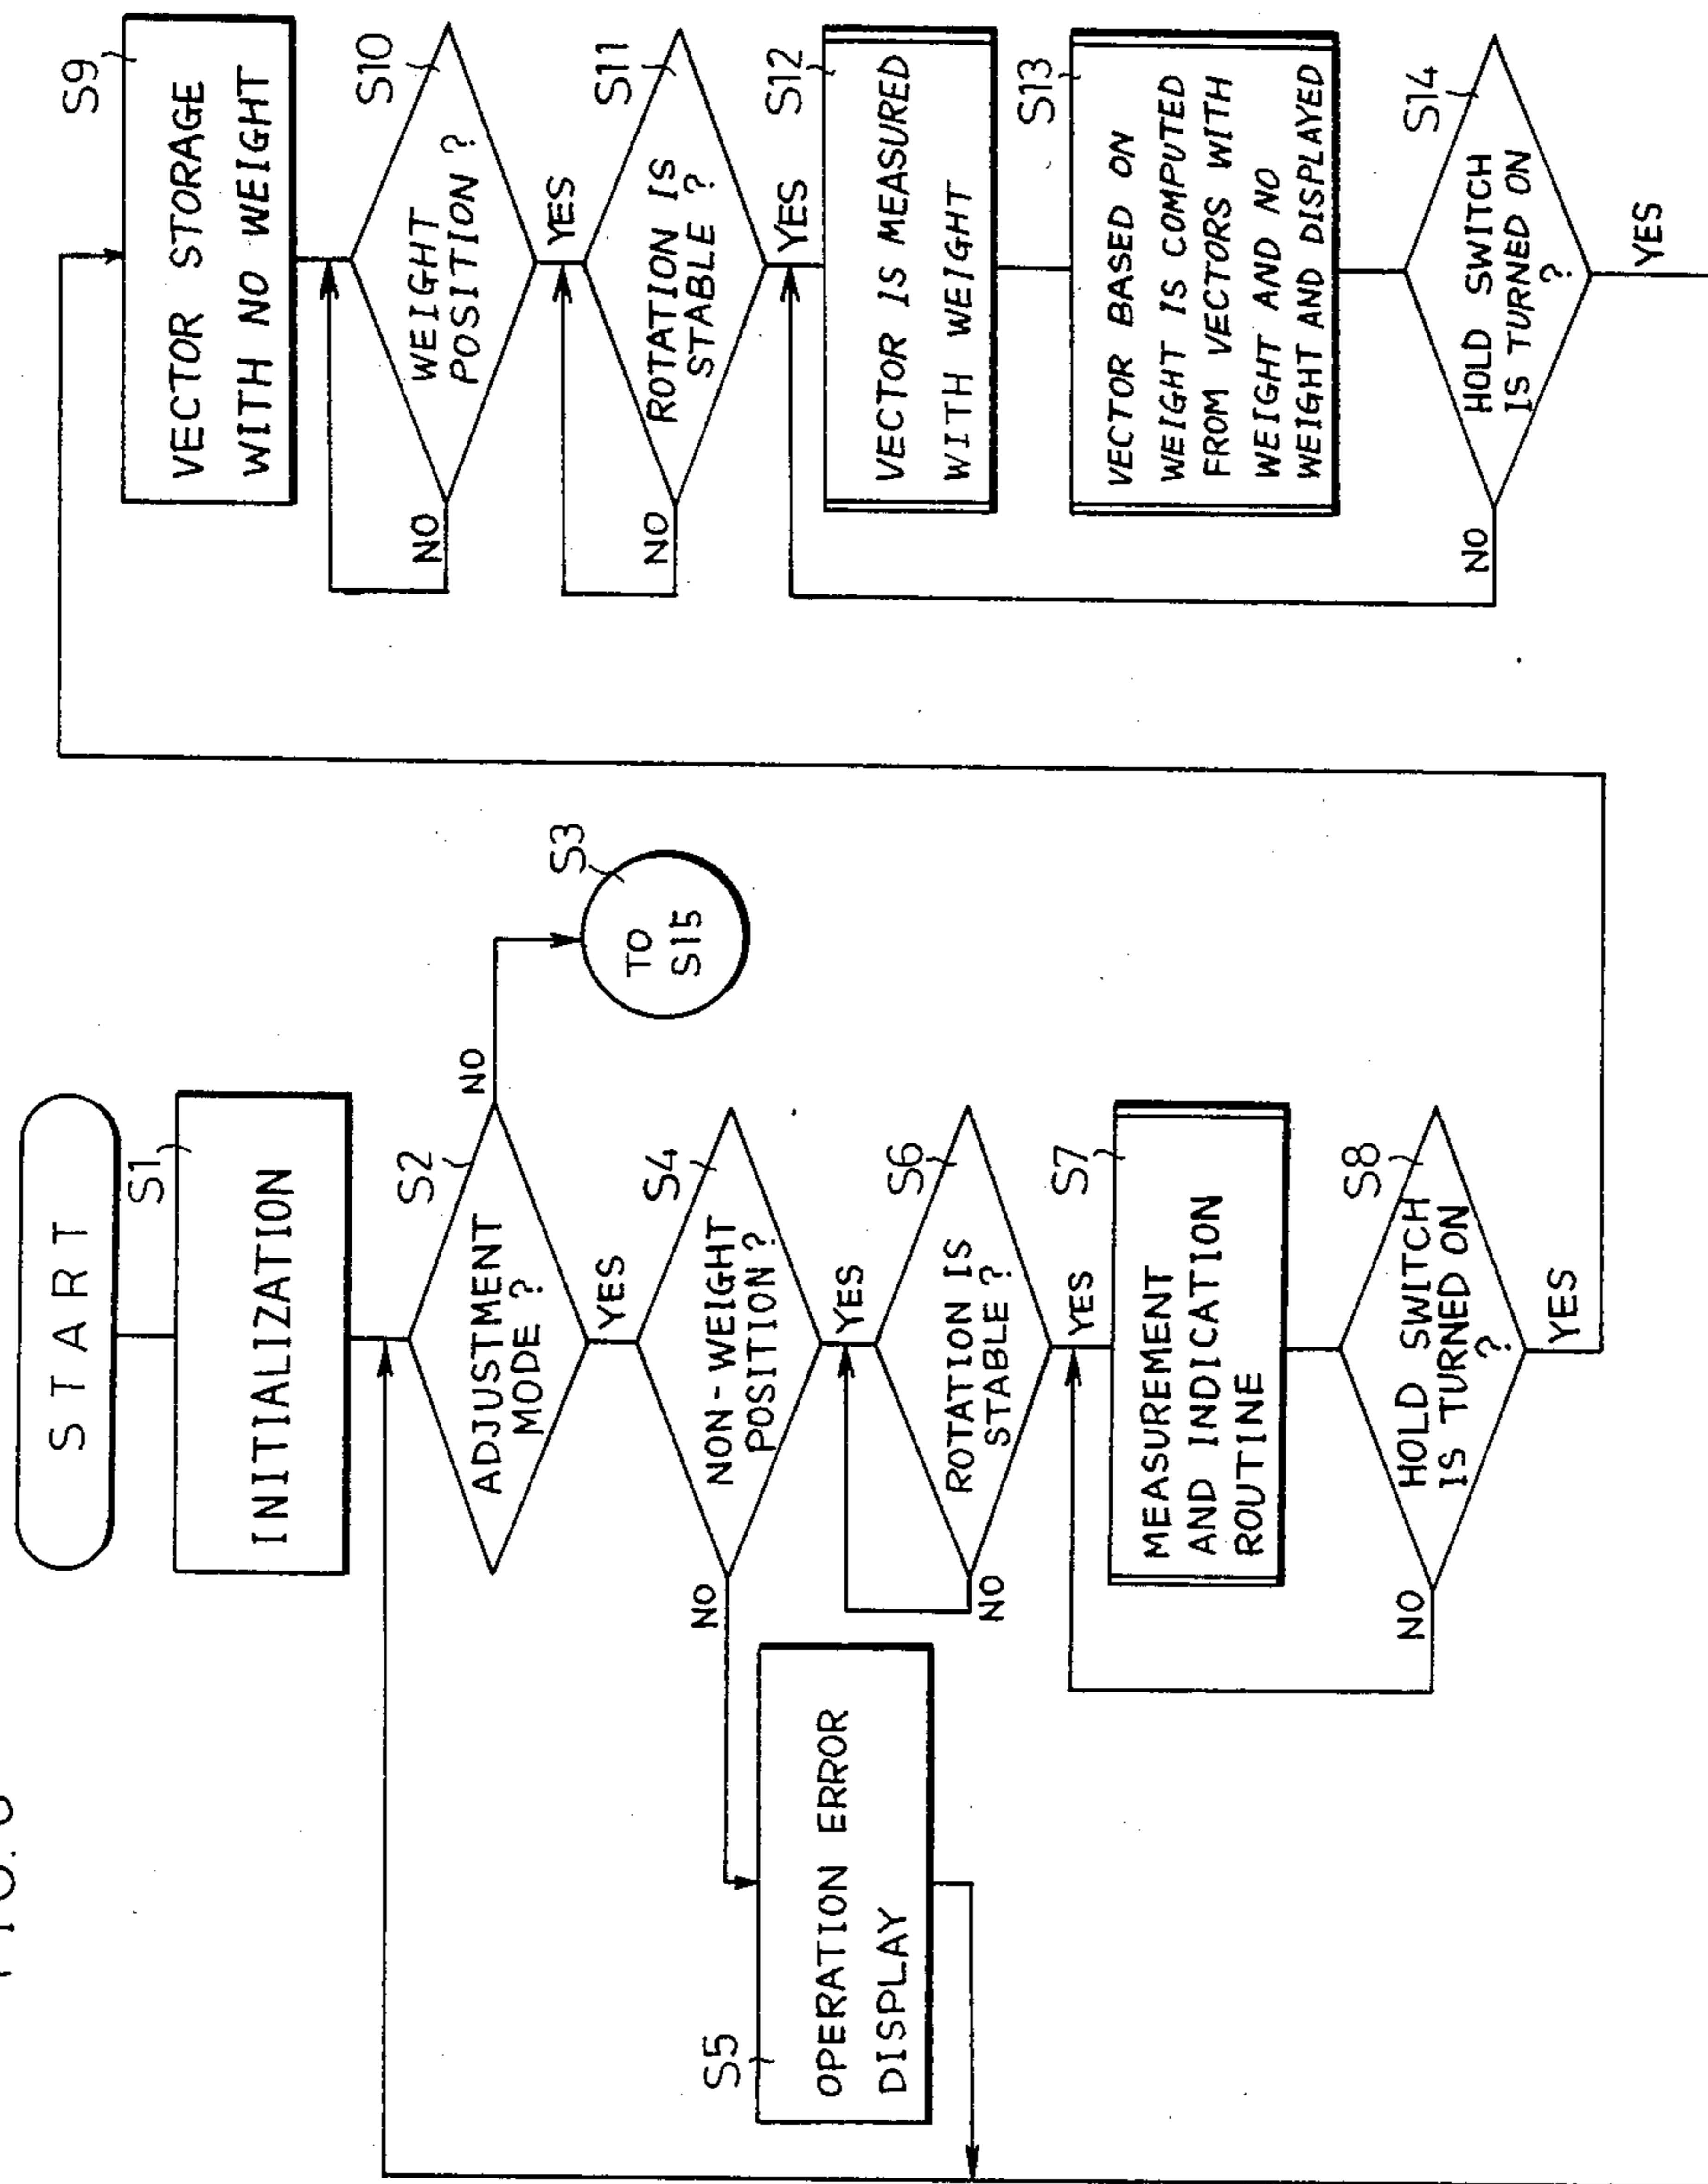 START
S1
INITIALIZATION
S2
ADJUSTMENT
MODE ?
NO
YES
S3
TO
S15
S4
NON-WEIGHT
POSITION ?
NO
YES
S5
OPERATION ERROR
DISPLAY
S6
ROTATION IS
STABLE ?
NO
YES
S7
MEASUREMENT
AND INDICATION
ROUTINE
S8
HOLD SWITCH
IS TURNED ON
?
NO
YES
S9
VECTOR STORAGE
WITH NO WEIGHT
S10
WEIGHT
POSITION ?
NO
YES
S11
ROTATION IS
STABLE ?
NO
YES
S12
VECTOR IS MEASURED
WITH WEIGHT
S13
VECTOR BASED ON
WEIGHT IS COMPUTED
FROM VECTORS WITH
WEIGHT AND NO
WEIGHT AND DISPLAYED
S14
HOLD SWITCH
IS TURNED ON
?
NO
YES